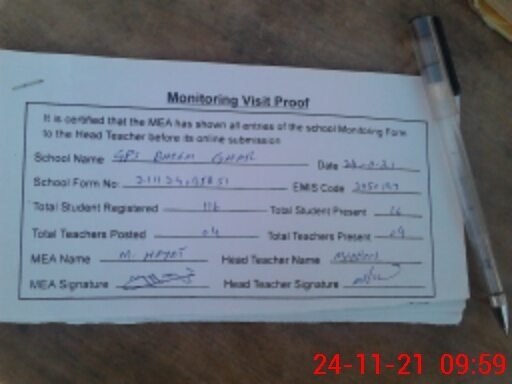 Monitoring Visit Proof
It is certified that the MEA has shown all entries of the school Monitoring Form
to the Head Teacher before its online submission
School Name GPS Date
School Form No: EMIS Code
Total Student Registered 116 Total Student Present
Total Teachers Posted 04 Total Teachers Present
MEA Name M. HAYAT Head Teacher Name
MEA Signature Head Teacher Signature
24-11-21 09:59